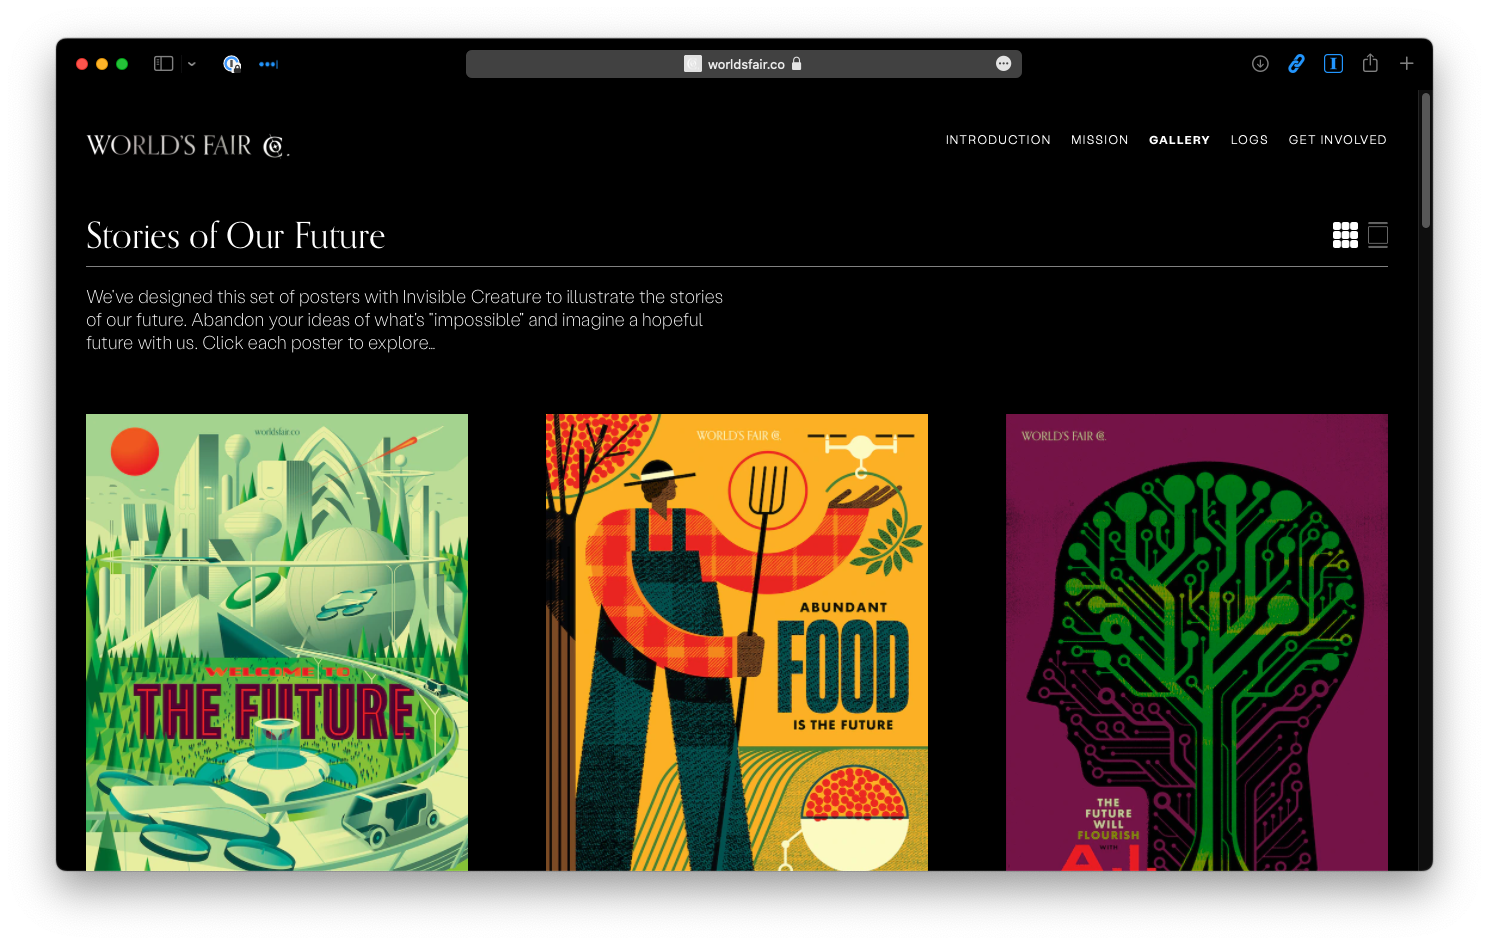 worldsfair.co
WORLD'S FAIR Co.
INTRODUCTION MISSION GALLERY LOGS GET INVOLVED
Stories of Our Future
We've designed this set of posters with Invisible Creature to illustrate the stories
of our future. Abandon your ideas of what's "impossible" and imagine a hopeful
future with us. Click each poster to explore...
worldsfair.co
WELCOME TO
THE FUTURE
WORLD'S FAIR Co.
ABUNDANT
FOOD
IS THE FUTURE
WORLD'S FAIR Co.
THE
FUTURE
WILL
FLOURISH
WITH
A.I.